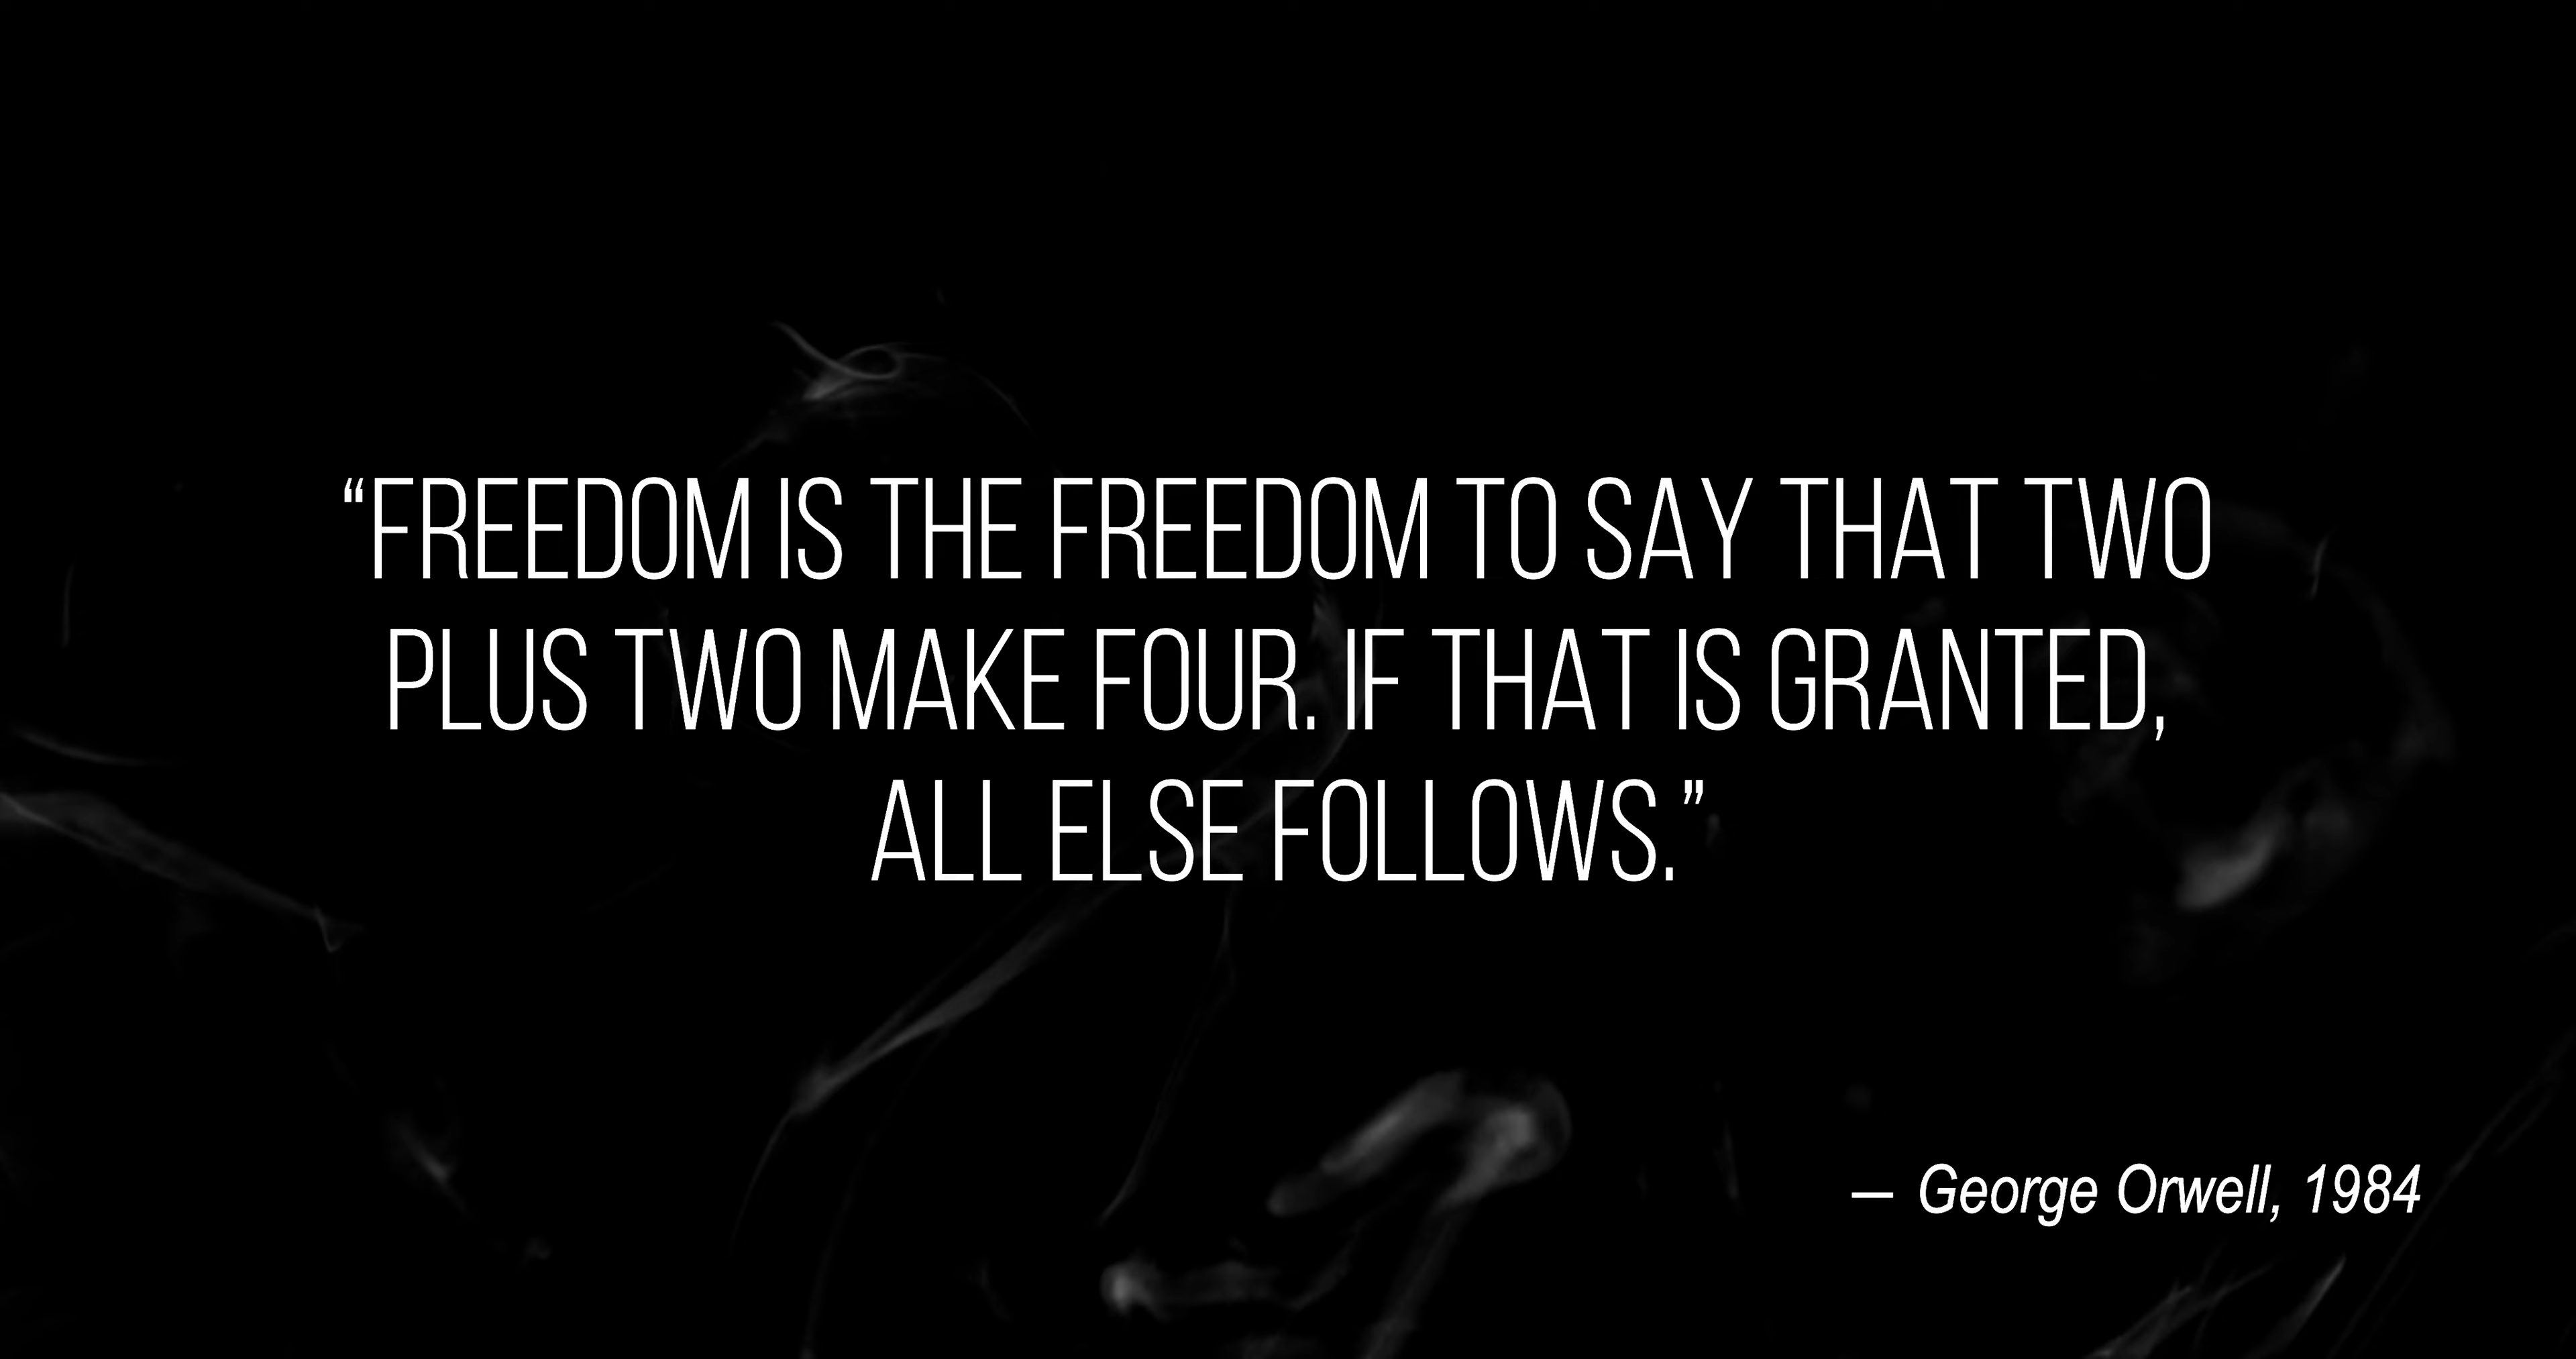 “FREEDOM IS THE FREEDOM TO SAY THAT TWO
PLUS TWO MAKE FOUR. IF THAT IS GRANTED,
ALL ELSE FOLLOWS.”
— George Orwell, 1984